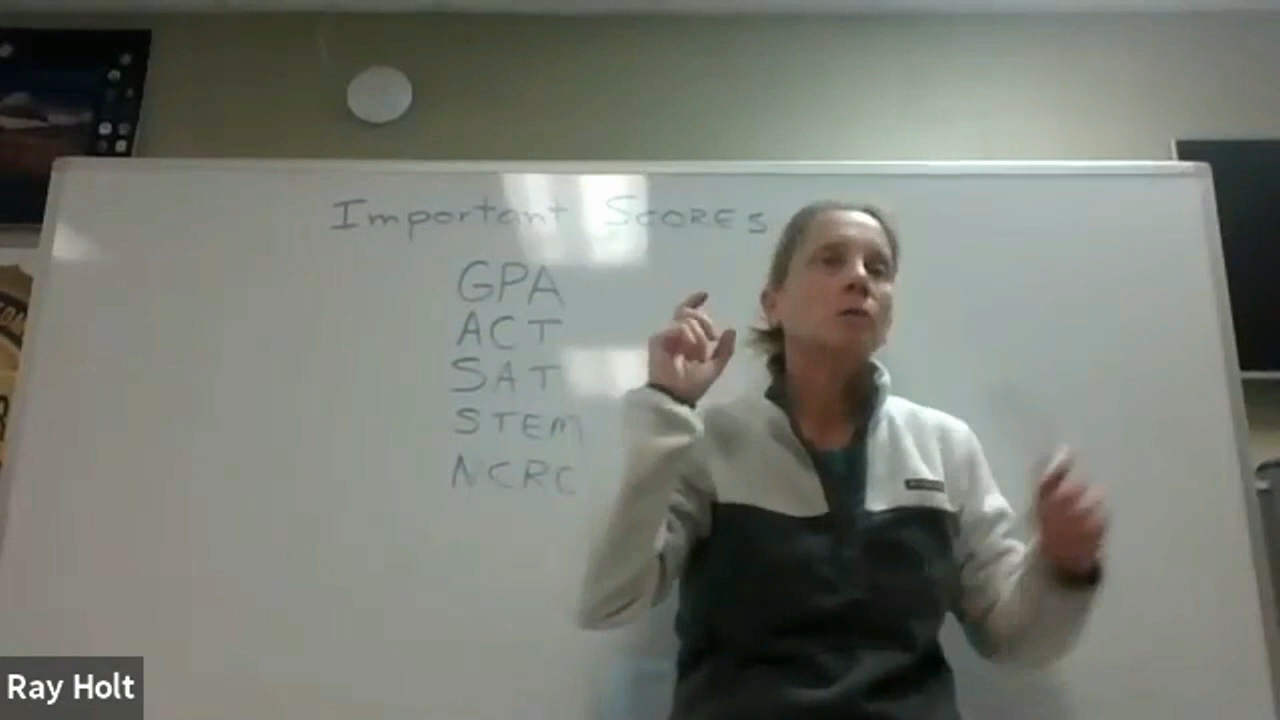 Important SCORES
GPA
ACT
SAT
STEM
NCRC
Ray Holt